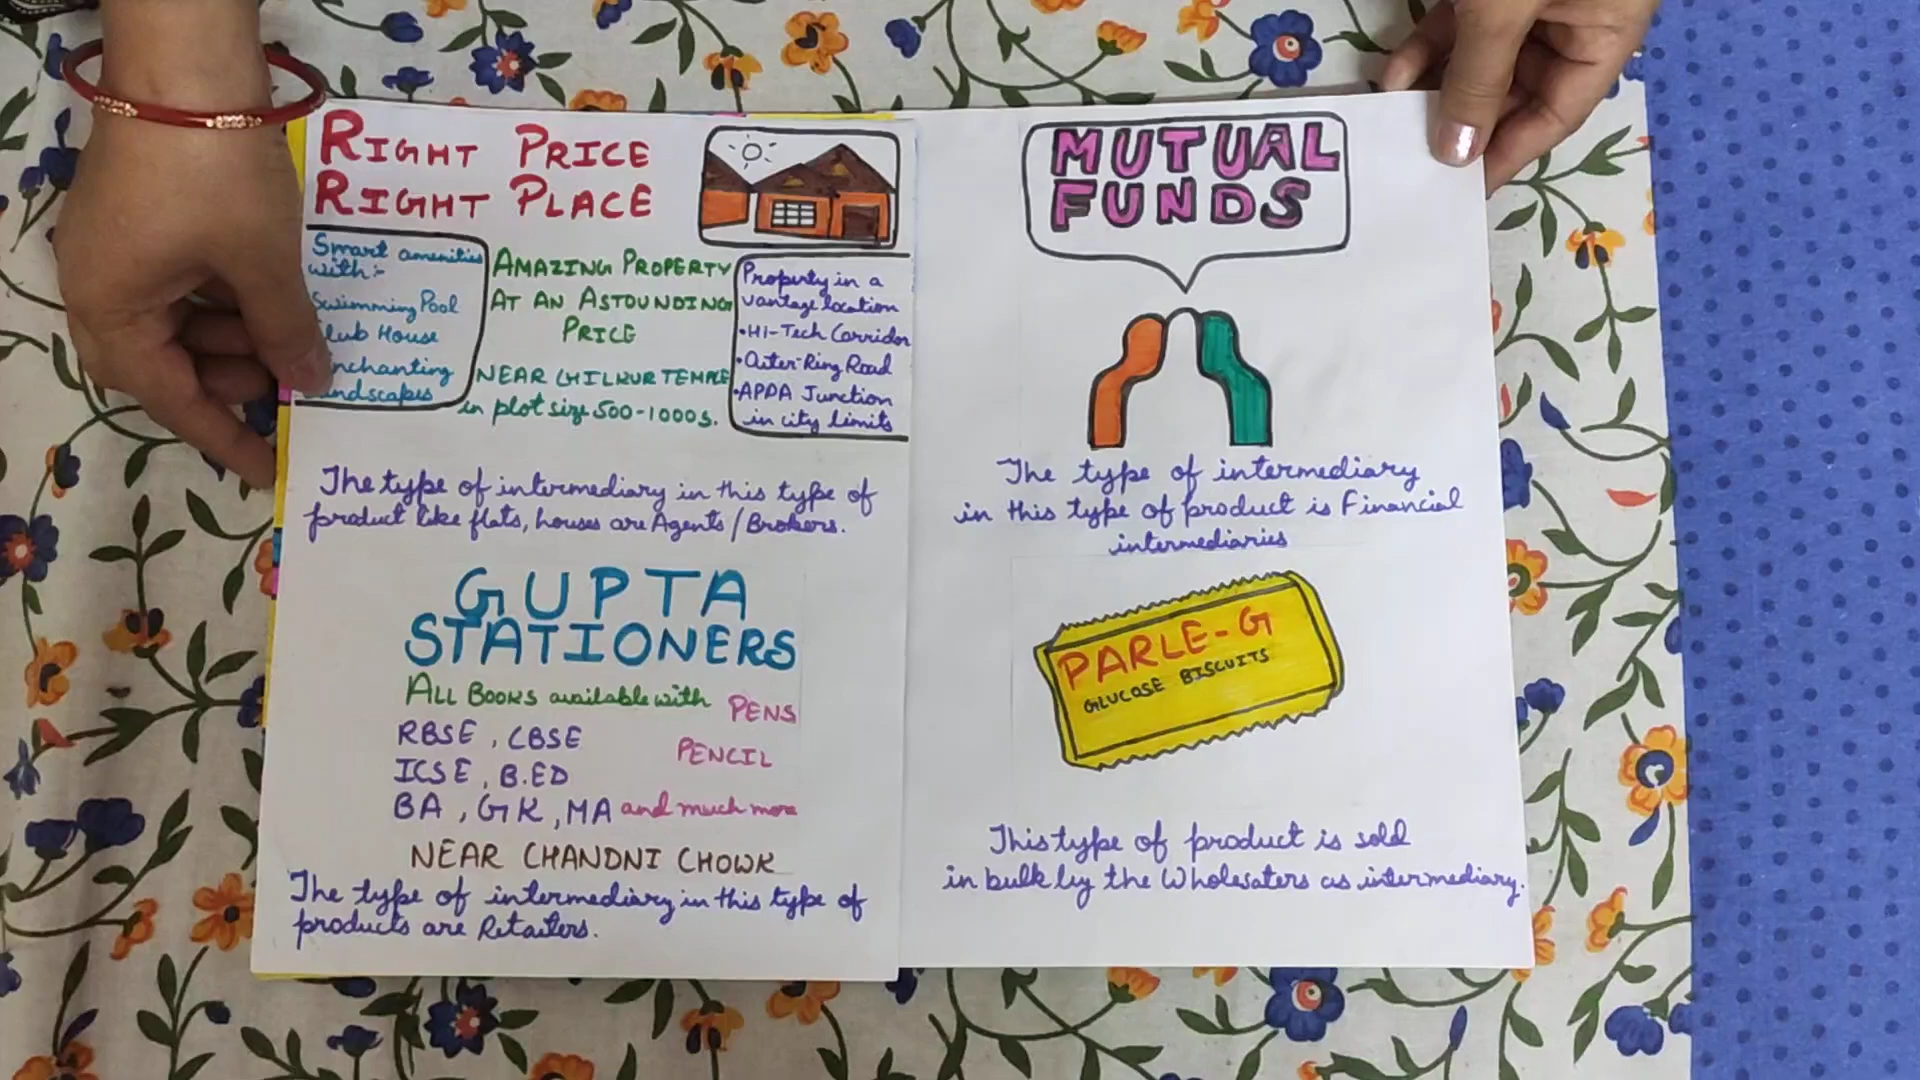 RIGHT PRICE
RIGHT PLACE
Smart amenities
with:-
Swimming Pool
Club House
Enchanting
landscapes
AMAZING PROPERTY
AT AN ASTOUNDING
PRICE
NEAR CHILKUR TEMPLE
in plot size 500-1000s.
Property in a
vantage location
•Hi-Tech Corridor
•Outer-Ring Road
•APPA Junction
in city limits
The type of intermediary in this type of
product like flats, houses are Agents/Brokers.
GUPTA
STATIONERS
ALL BOOKS available with
PENS
RBSE, CBSE
PENCIL
ICSE, B.ED
BA, GK, MA and much more
NEAR CHANDNI CHOWK
The type of intermediary in this type of
products are Retailers.
MUTUAL
FUNDS
The type of intermediary
in this type of product is Financial
intermediaries
PARLE-G
GLUCOSE BISCUITS
This type of product is sold
in bulk by the Wholesalers as intermediary.